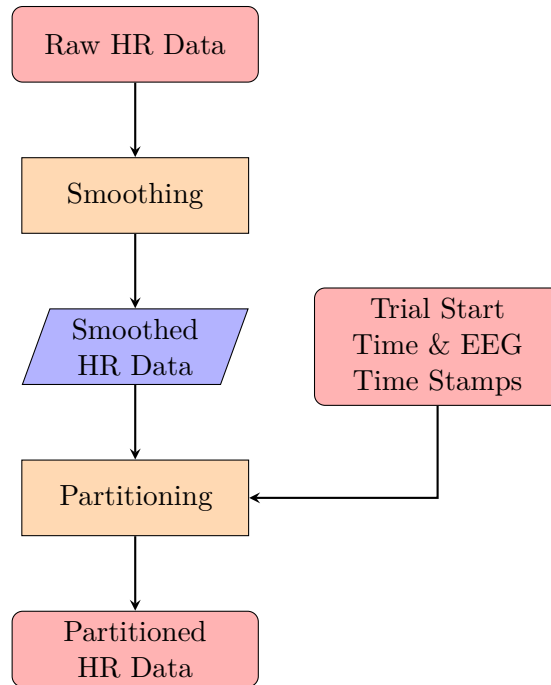 Raw HR Data
Smoothing
Smoothed
HR Data
Trial Start
Time & EEG
Time Stamps
Partitioning
Partitioned
HR Data